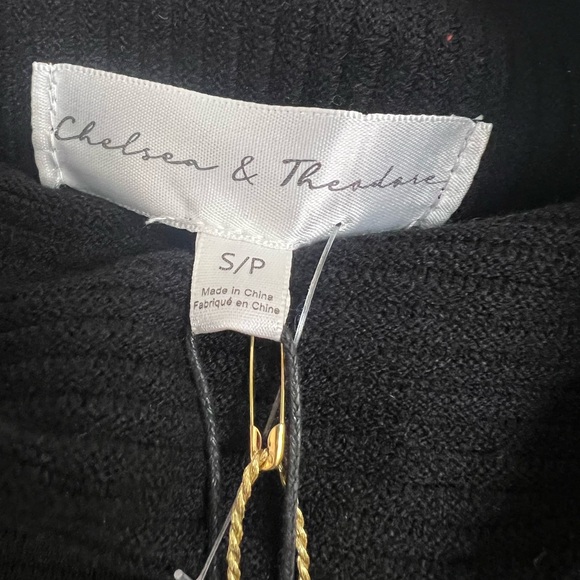 Chelsea & Theodore
S/P
Made in China
Fabriqué en Chine